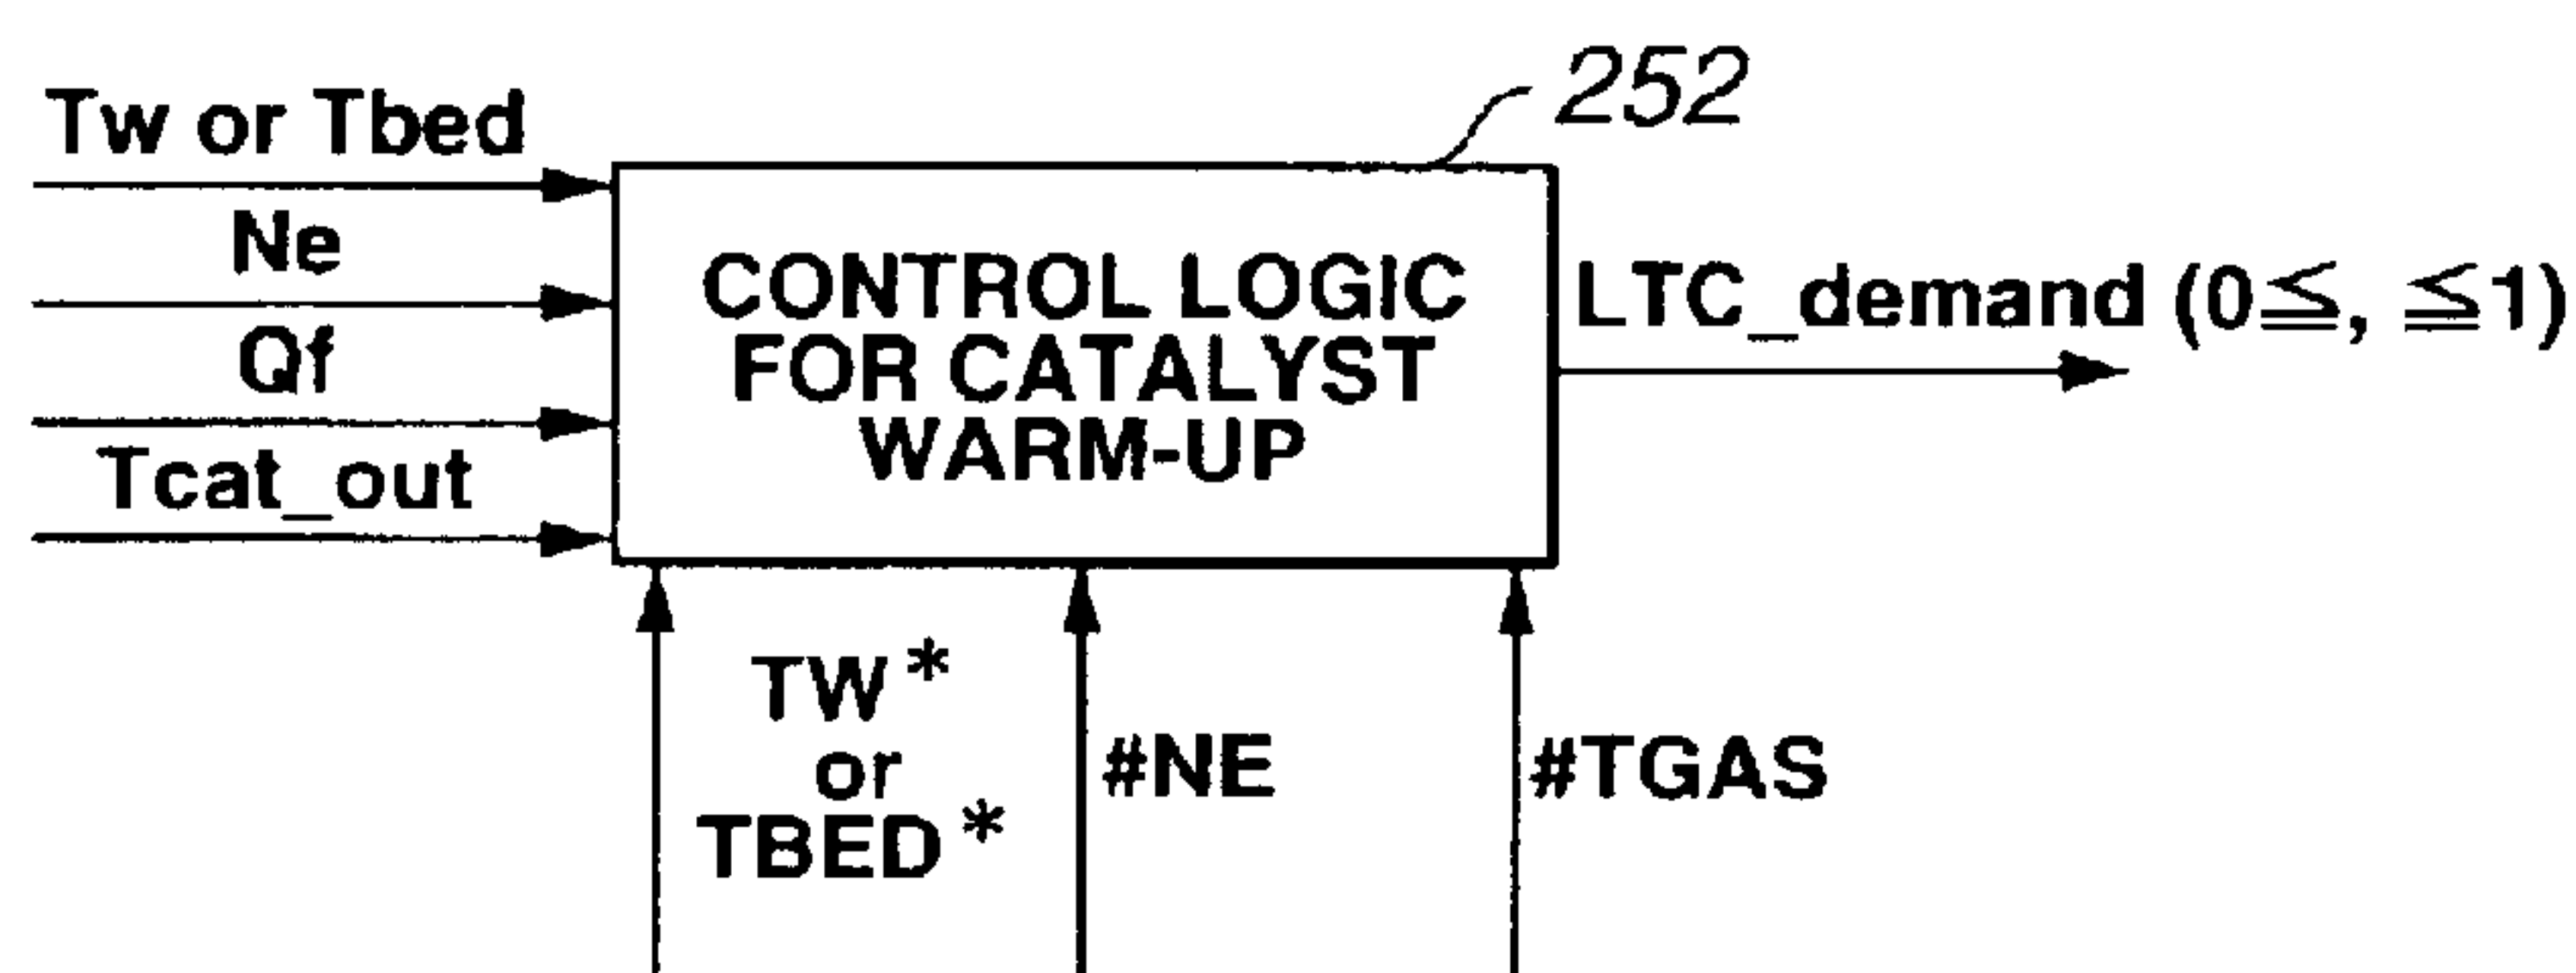 252
Tw or Tbed
Ne
Qf
Tcat_out
CONTROL LOGIC
FOR CATALYST
WARM-UP
LTC_demand (0≦, ≦1)
TW*
or
TBED*
#NE
#TGAS